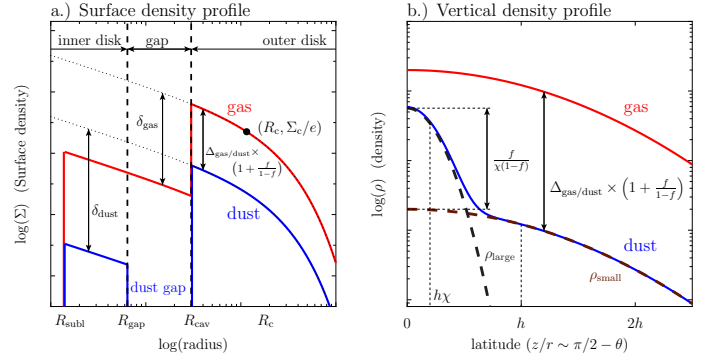 a.) Surface density profile
inner disk
gap
outer disk
δgas
gas
(Rc, Σc/e)
Δgas/dust×
(1+f/1−f)
δdust
dust
dust gap
log(Σ) (Surface density)
Rsubl
Rgap
Rcav
Rc
log(radius)
b.) Vertical density profile
gas
f/χ(1−f)
Δgas/dust × (1 + f/1−f)
dust
ρlarge
ρsmall
hχ
log(ρ) (density)
0
h
2h
latitude (z/r ∼ π/2 − θ)